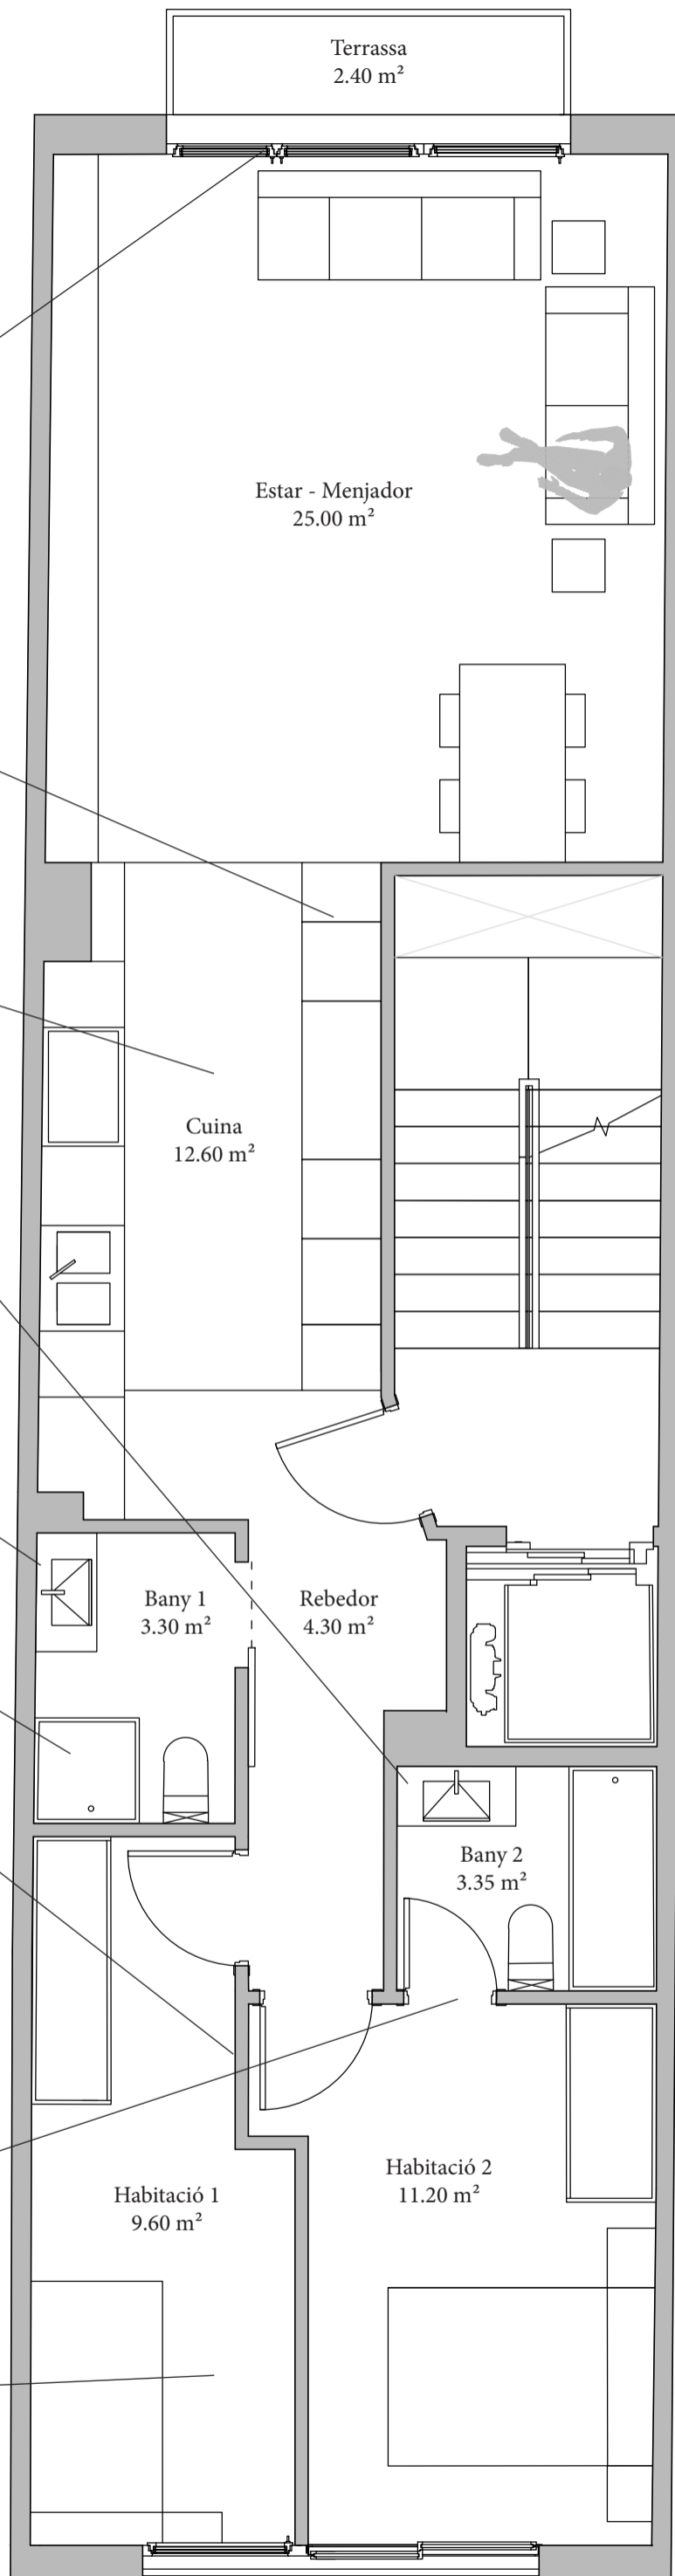 Terrassa
2.40 m²
Estar - Menjador
25.00 m²
Cuina
12.60 m²
Bany 1
3.30 m²
Rebedor
4.30 m²
Bany 2
3.35 m²
Habitació 1
9.60 m²
Habitació 2
11.20 m²